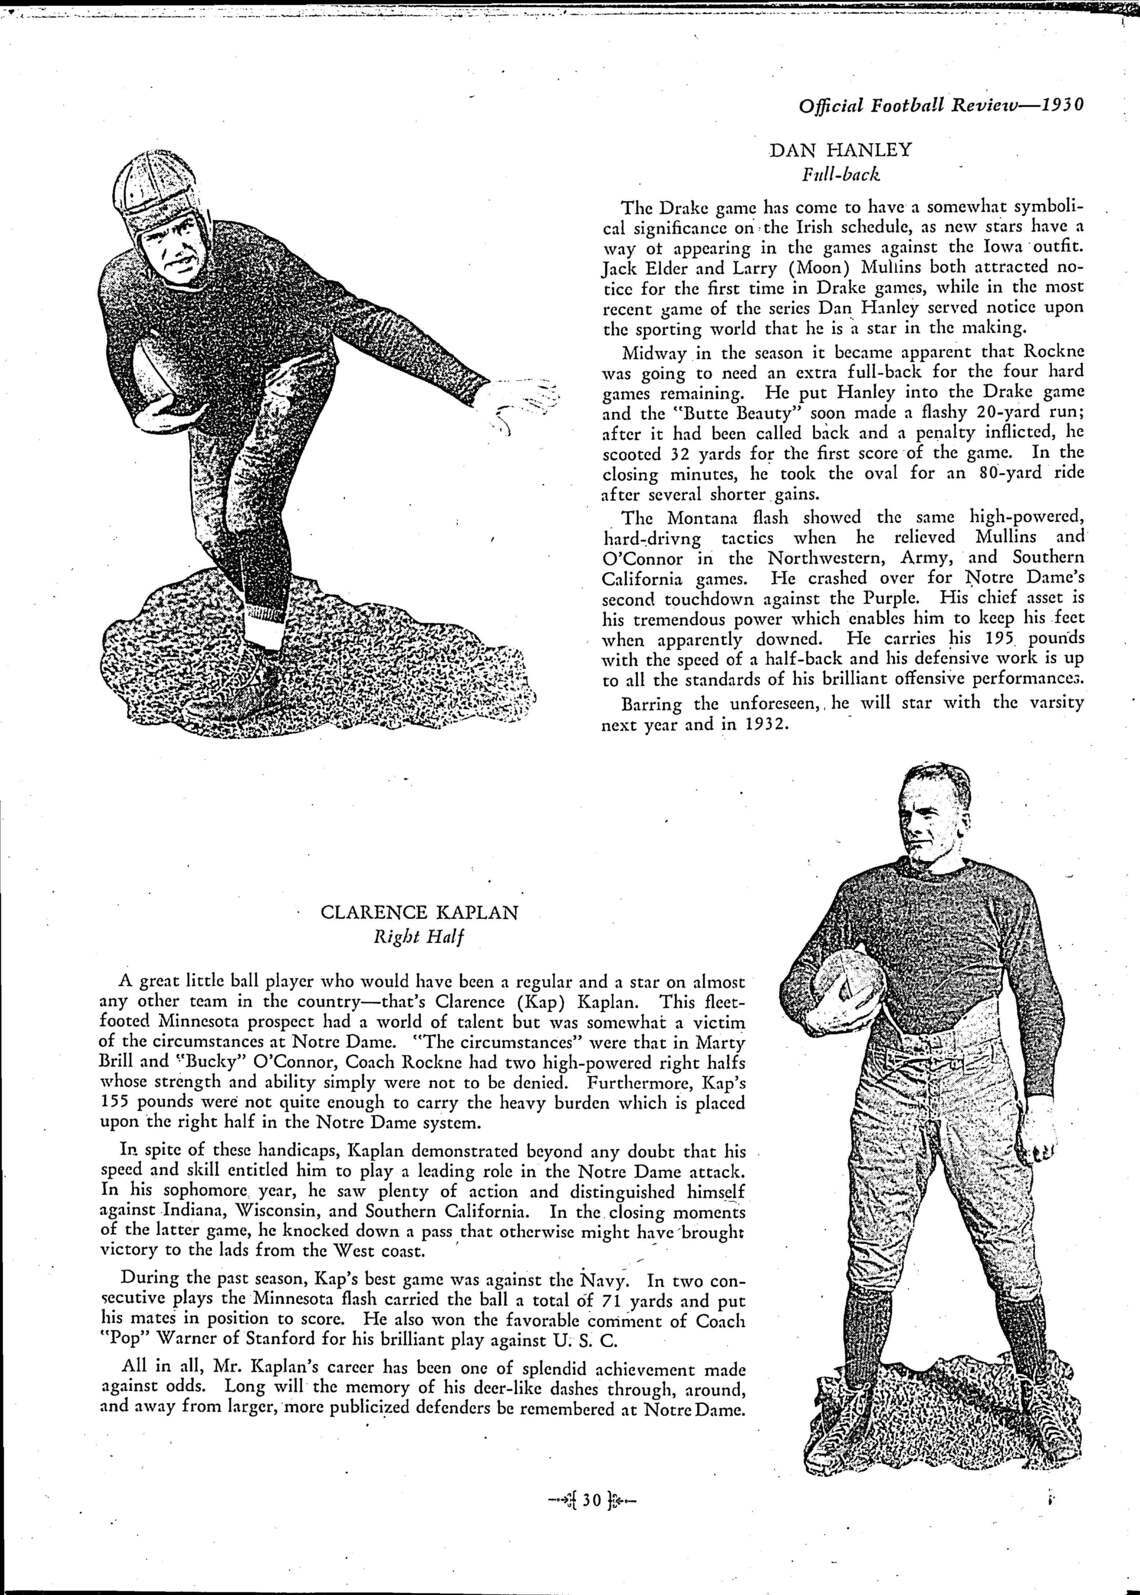 Official Football Review—1930
DAN HANLEY
Full-back
The Drake game has come to have a somewhat symboli-
cal significance on the Irish schedule, as new stars have a
way of appearing in the games against the Iowa outfit.
Jack Elder and Larry (Moon) Mullins both attracted no-
tice for the first time in Drake games, while in the most
recent game of the series Dan Hanley served notice upon
the sporting world that he is a star in the making.
Midway in the season it became apparent that Rockne
was going to need an extra full-back for the four hard
games remaining. He put Hanley into the Drake game
and the "Butte Beauty" soon made a flashy 20-yard run;
after it had been called back and a penalty inflicted, he
scooted 32 yards for the first score of the game. In the
closing minutes, he took the oval for an 80-yard ride
after several shorter gains.
The Montana flash showed the same high-powered,
hard-drivng tactics when he relieved Mullins and
O'Connor in the Northwestern, Army, and Southern
California games. He crashed over for Notre Dame's
second touchdown against the Purple. His chief asset is
his tremendous power which enables him to keep his feet
when apparently downed. He carries his 195 pounds
with the speed of a half-back and his defensive work is up
to all the standards of his brilliant offensive performances.
Barring the unforeseen, he will star with the varsity
next year and in 1932.
CLARENCE KAPLAN
Right Half
A great little ball player who would have been a regular and a star on almost
any other team in the country—that's Clarence (Kap) Kaplan. This fleet-
footed Minnesota prospect had a world of talent but was somewhat a victim
of the circumstances at Notre Dame. "The circumstances" were that in Marty
Brill and "Bucky" O'Connor, Coach Rockne had two high-powered right halfs
whose strength and ability simply were not to be denied. Furthermore, Kap's
155 pounds were not quite enough to carry the heavy burden which is placed
upon the right half in the Notre Dame system.
In spite of these handicaps, Kaplan demonstrated beyond any doubt that his
speed and skill entitled him to play a leading role in the Notre Dame attack.
In his sophomore year, he saw plenty of action and distinguished himself
against Indiana, Wisconsin, and Southern California. In the closing moments
of the latter game, he knocked down a pass that otherwise might have brought
victory to the lads from the West coast.
During the past season, Kap's best game was against the Navy. In two con-
secutive plays the Minnesota flash carried the ball a total of 71 yards and put
his mates in position to score. He also won the favorable comment of Coach
"Pop" Warner of Stanford for his brilliant play against U. S. C.
All in all, Mr. Kaplan's career has been one of splendid achievement made
against odds. Long will the memory of his deer-like dashes through, around,
and away from larger, more publicized defenders be remembered at Notre Dame.
30